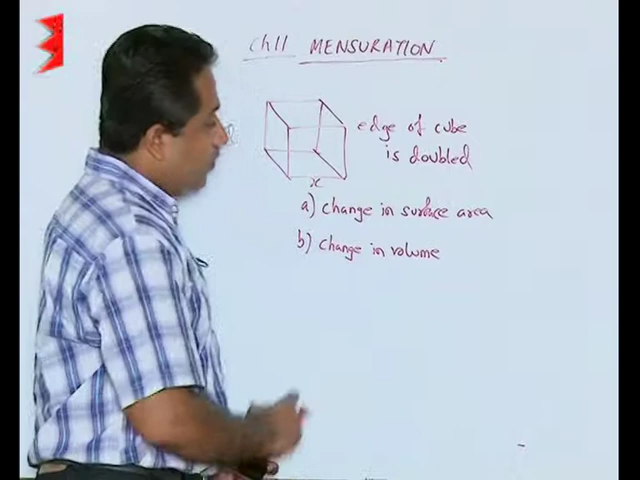 Ch11 MENSURATION
edge of cube
is doubled
x
a) change in surface area
b) change in volume